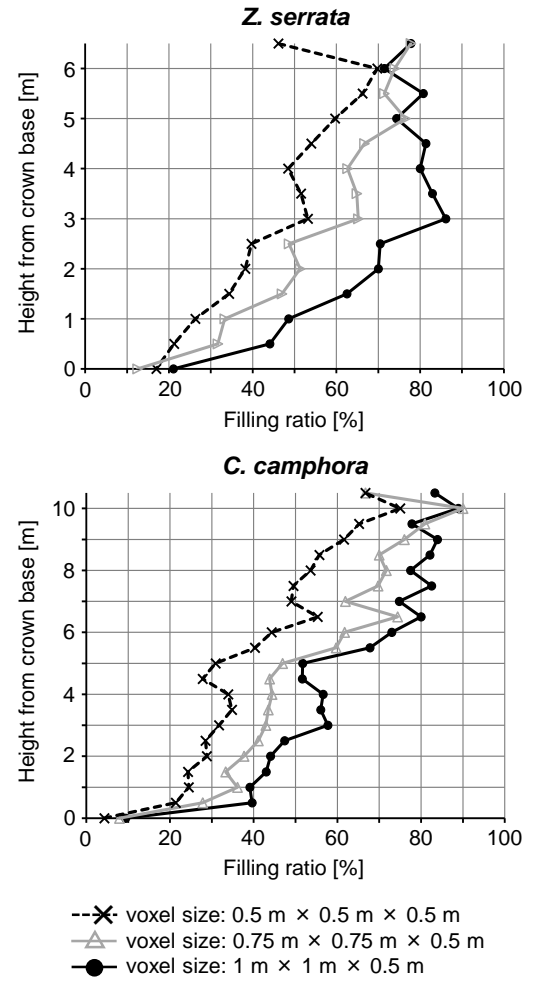 Z. serrata
Height from crown base [m]
6
5
4
3
2
1
0
0 20 40 60 80 100
Filling ratio [%]
C. camphora
Height from crown base [m]
10
8
6
4
2
0
0 20 40 60 80 100
Filling ratio [%]
voxel size: 0.5 m × 0.5 m × 0.5 m
voxel size: 0.75 m × 0.75 m × 0.5 m
voxel size: 1 m × 1 m × 0.5 m